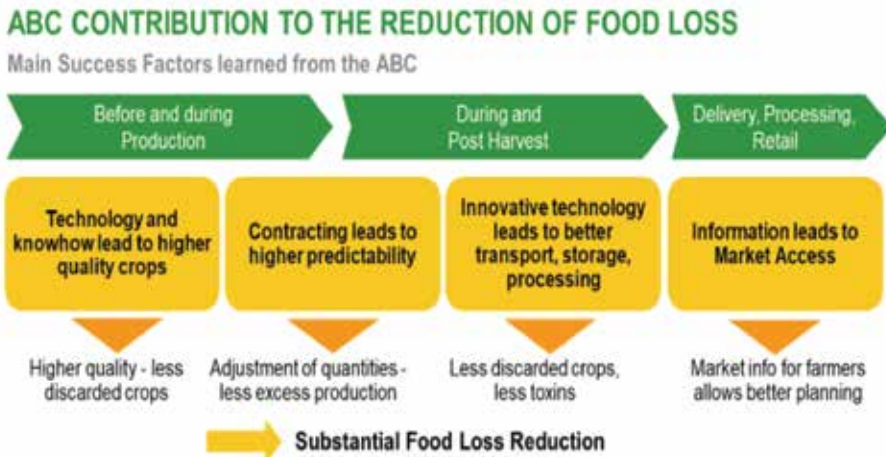 ABC CONTRIBUTION TO THE REDUCTION OF FOOD LOSS
Main Success Factors learned from the ABC
Before and during
Production
During and
Post Harvest
Delivery, Processing,
Retail
Technology and
knowhow lead to higher
quality crops
Contracting leads to
higher predictability
Innovative technology
leads to better
transport, storage,
processing
Information leads to
Market Access
Higher quality - less
discarded crops
Adjustment of quantities -
less excess production
Less discarded crops,
less toxins
Market info for farmers
allows better planning
Substantial Food Loss Reduction